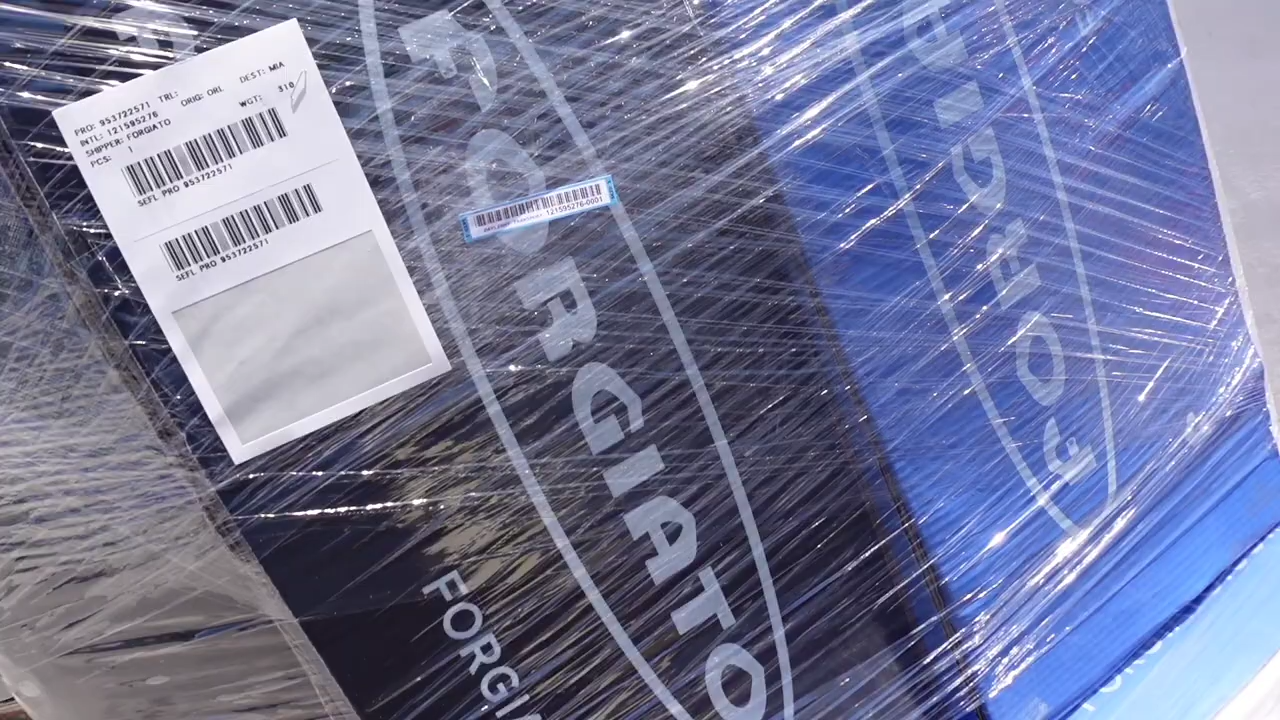 PRO: 953722571 TRL:
INTL: 121595276 ORIG: ORL DEST: MIA
SHIPPER: FORGIATO WGT: 310
PCS: 1
SEFL PRO 953722571
SEFL PRO 953722571
121595276-0001
FORGIATO
FORGIATO
FORGIA